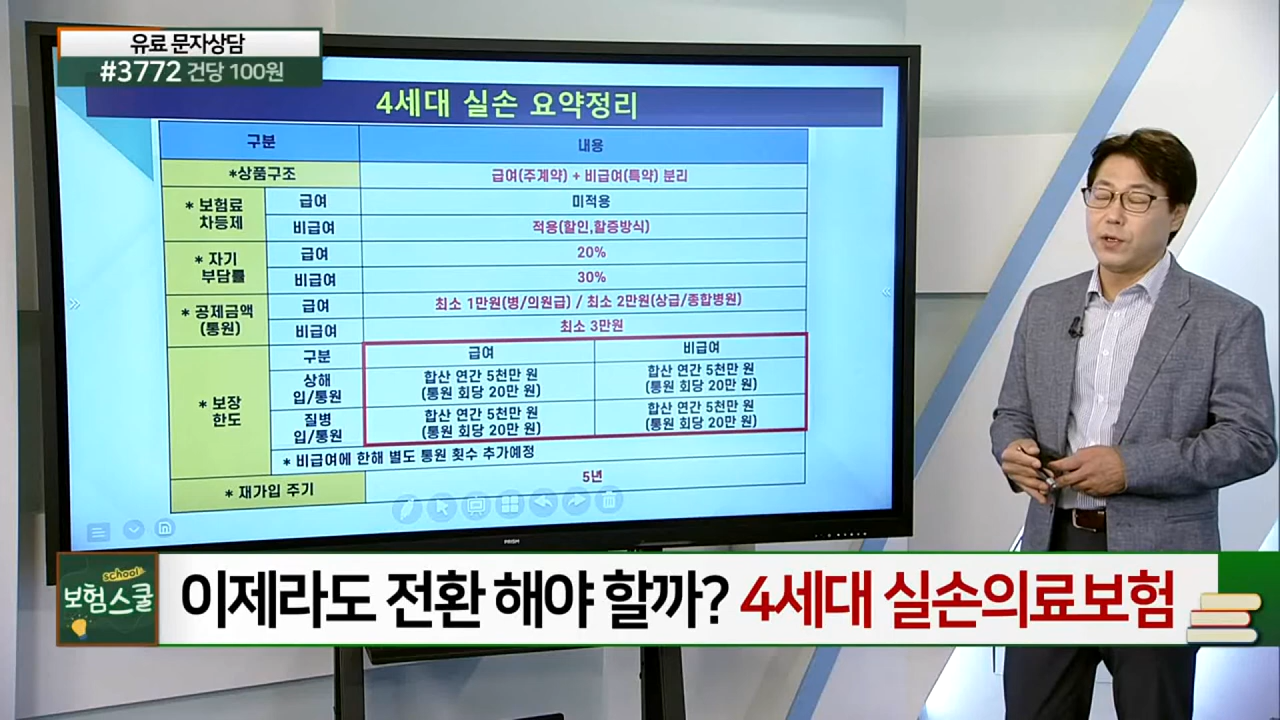 유료 문자상담
#3772 건당 100원
4세대 실손 요약정리
구분 내용
*상품구조 급여(주계약) + 비급여(특약) 분리
* 보험료 차등제 급여 미적용
비급여 적용(할인,할증방식)
* 자기 부담률 급여 20%
비급여 30%
* 공제금액 (통원) 급여 최소 1만원(병/의원급) / 최소 2만원(상급/종합병원)
비급여 최소 3만원
* 보장 한도 구분 급여 비급여
상해 입/통원 합산 연간 5천만 원 (통원 회당 20만 원) 합산 연간 5천만 원 (통원 회당 20만 원)
질병 입/통원 합산 연간 5천만 원 (통원 회당 20만 원) 합산 연간 5천만 원 (통원 회당 20만 원)
* 비급여에 한해 별도 통원 횟수 추가예정
* 재가입 주기 5년
PRISM
school
보험스쿨
이제라도 전환 해야 할까? 4세대 실손의료보험